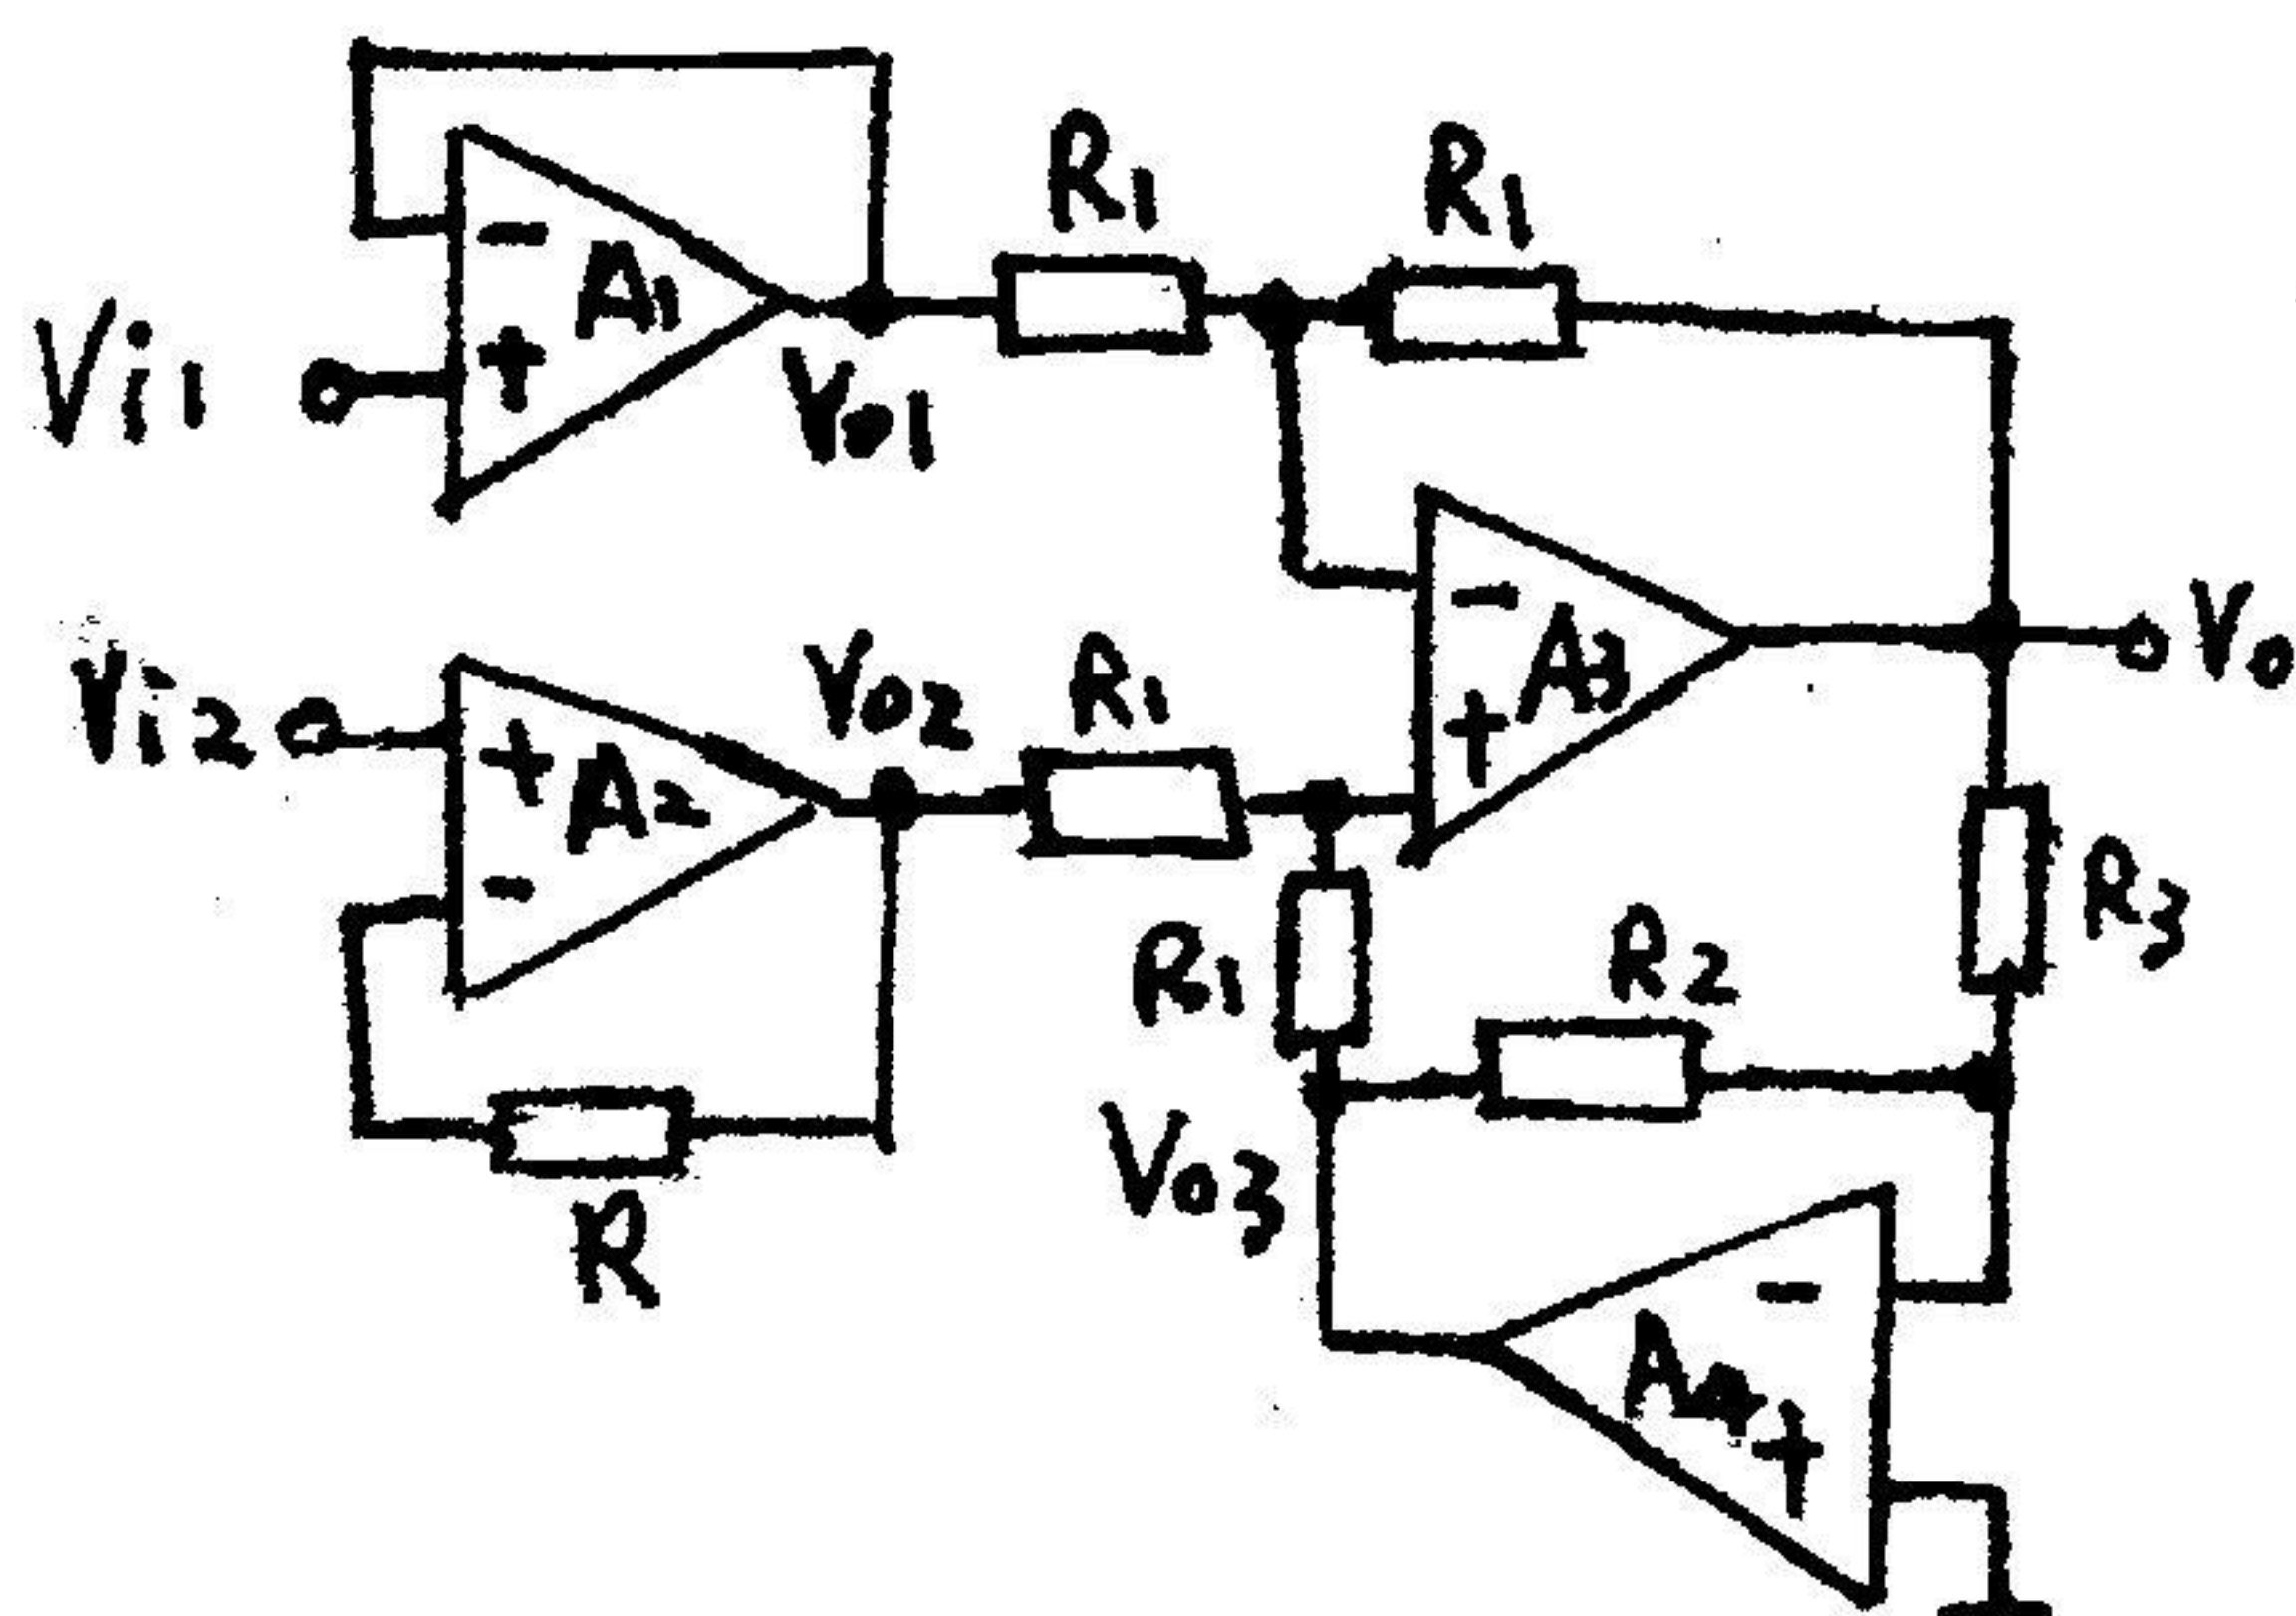 R1 R1
- A1
Vi1 +
Vo1
- A3
Vo
Vi2 + A2
Vo2 R1
+
-
R3
R1
R2
Vo3
R
-
A4 +